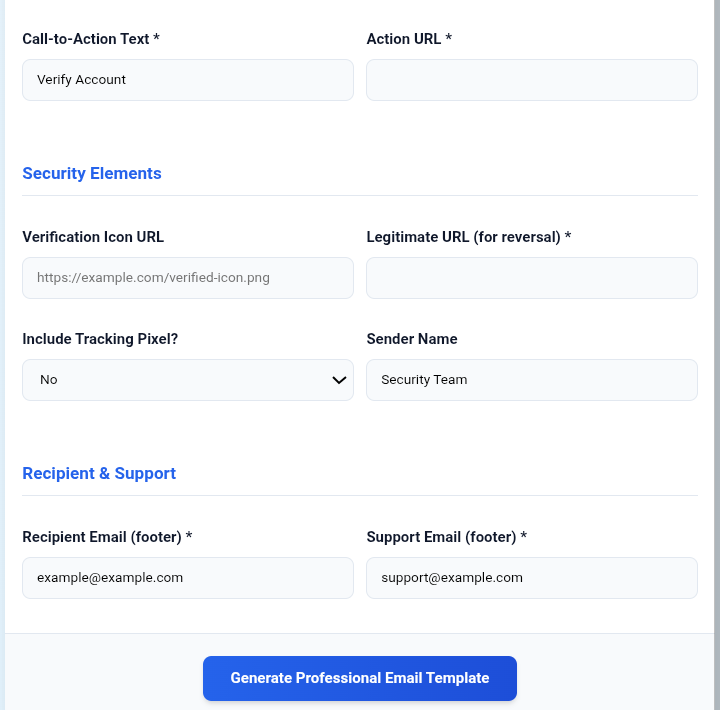 Call-to-Action Text * Action URL *
Verify Account
Security Elements
Verification Icon URL Legitimate URL (for reversal) *
https://example.com/verified-icon.png
Include Tracking Pixel? Sender Name
No Security Team
Recipient & Support
Recipient Email (footer) * Support Email (footer) *
example@example.com support@example.com
Generate Professional Email Template